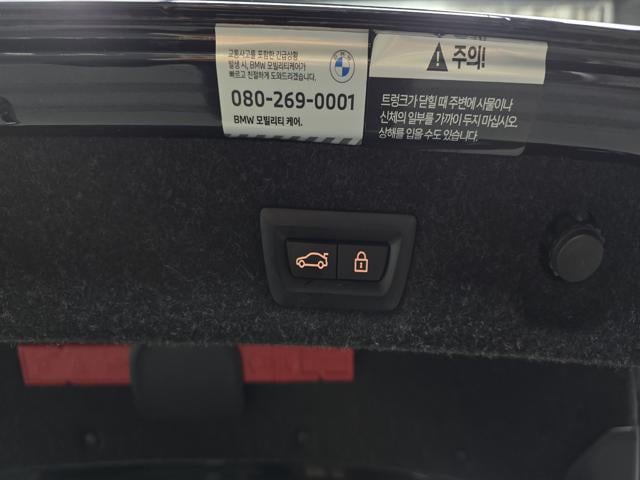 교통사고를 포함한 긴급상황
발생 시, BMW 모빌리티케어가
빠르고 친절하게 도와드리겠습니다.
080-269-0001
BMW 모빌리티 케어.
BMW
주의!
트렁크가 닫힐 때 주변에 사물이나
신체의 일부를 가까이 두지 마십시오.
상해를 입을 수도 있습니다.